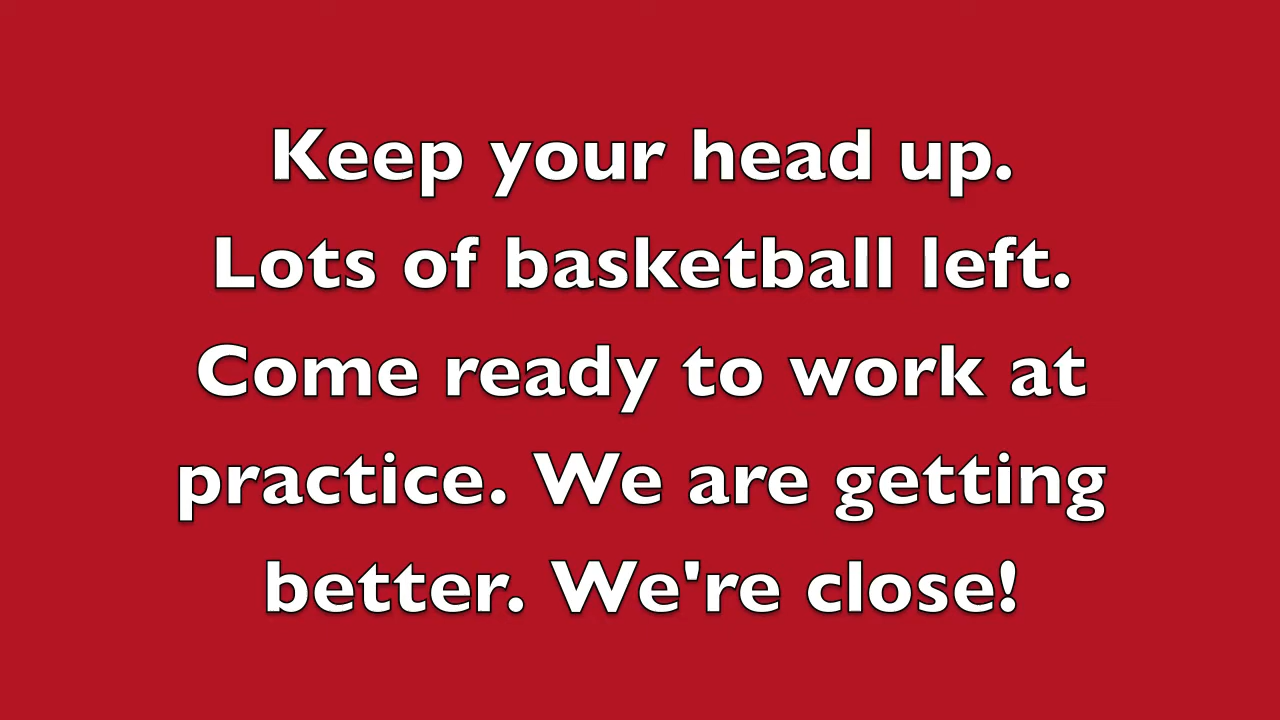 Keep your head up.
Lots of basketball left.
Come ready to work at
practice. We are getting
better. We're close!